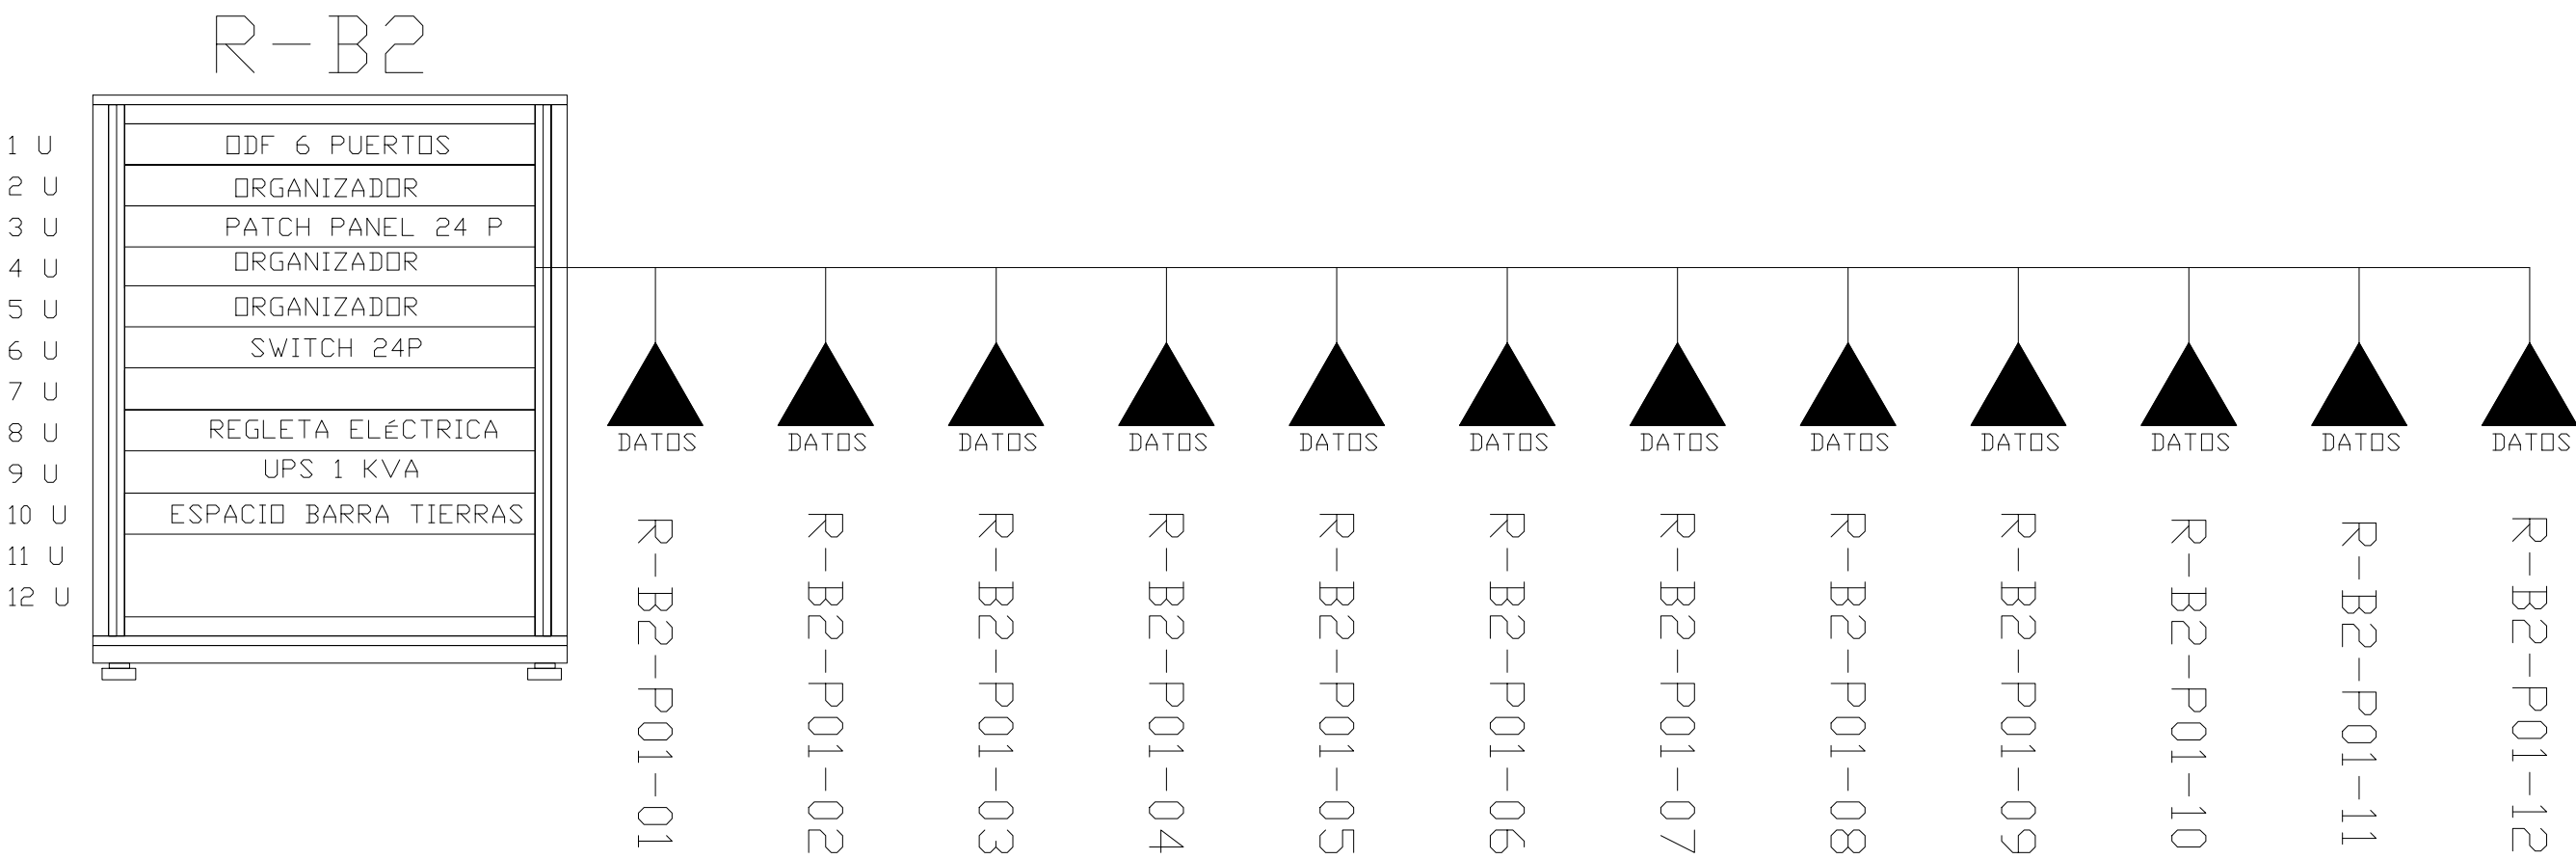 R-B2
1 U ODF 6 PUERTOS
2 U ORGANIZADOR
3 U PATCH PANEL 24 P
4 U ORGANIZADOR
5 U ORGANIZADOR
6 U SWITCH 24P
7 U
8 U REGLETA ELéCTRICA
9 U UPS 1 KVA
10 U ESPACIO BARRA TIERRAS
11 U
12 U
DATOS
DATOS
DATOS
DATOS
DATOS
DATOS
DATOS
DATOS
DATOS
DATOS
DATOS
DATOS
R-B2-P01-01
R-B2-P01-02
R-B2-P01-03
R-B2-P01-04
R-B2-P01-05
R-B2-P01-06
R-B2-P01-07
R-B2-P01-08
R-B2-P01-09
R-B2-P01-10
R-B2-P01-11
R-B2-P01-12